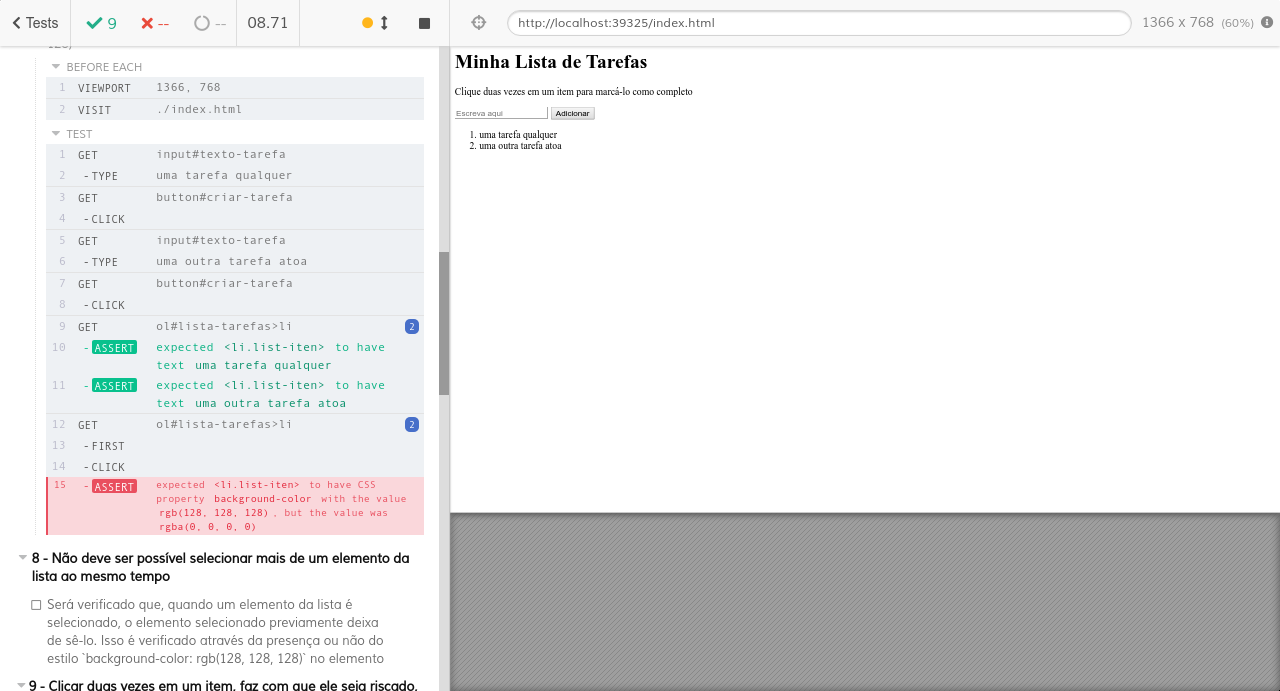 Tests
9
--
--
08.71
http://localhost:39325/index.html
1366 x 768 (60%)
BEFORE EACH
1 VIEWPORT 1366, 768
2 VISIT ./index.html
TEST
1 GET input#texto-tarefa
2 -TYPE uma tarefa qualquer
3 GET button#criar-tarefa
4 -CLICK
5 GET input#texto-tarefa
6 -TYPE uma outra tarefa atoa
7 GET button#criar-tarefa
8 -CLICK
9 GET ol#lista-tarefas>li 2
10 -ASSERT expected <li.list-iten> to have
text uma tarefa qualquer
11 -ASSERT expected <li.list-iten> to have
text uma outra tarefa atoa
12 GET ol#lista-tarefas>li 2
13 -FIRST
14 -CLICK
15 -ASSERT expected <li.list-iten> to have CSS
property background-color with the value
rgb(128, 128, 128), but the value was
rgba(0, 0, 0, 0)
8 - Não deve ser possível selecionar mais de um elemento da
lista ao mesmo tempo
Será verificado que, quando um elemento da lista é
selecionado, o elemento selecionado previamente deixa
de sê-lo. Isso é verificado através da presença ou não do
estilo `background-color: rgb(128, 128, 128)` no elemento
9 - Clicar duas vezes em um item, faz com que ele seja riscado,
Minha Lista de Tarefas
Clique duas vezes em um item para marcá-lo como completo
Escreva aqui Adicionar
1. uma tarefa qualquer
2. uma outra tarefa atoa